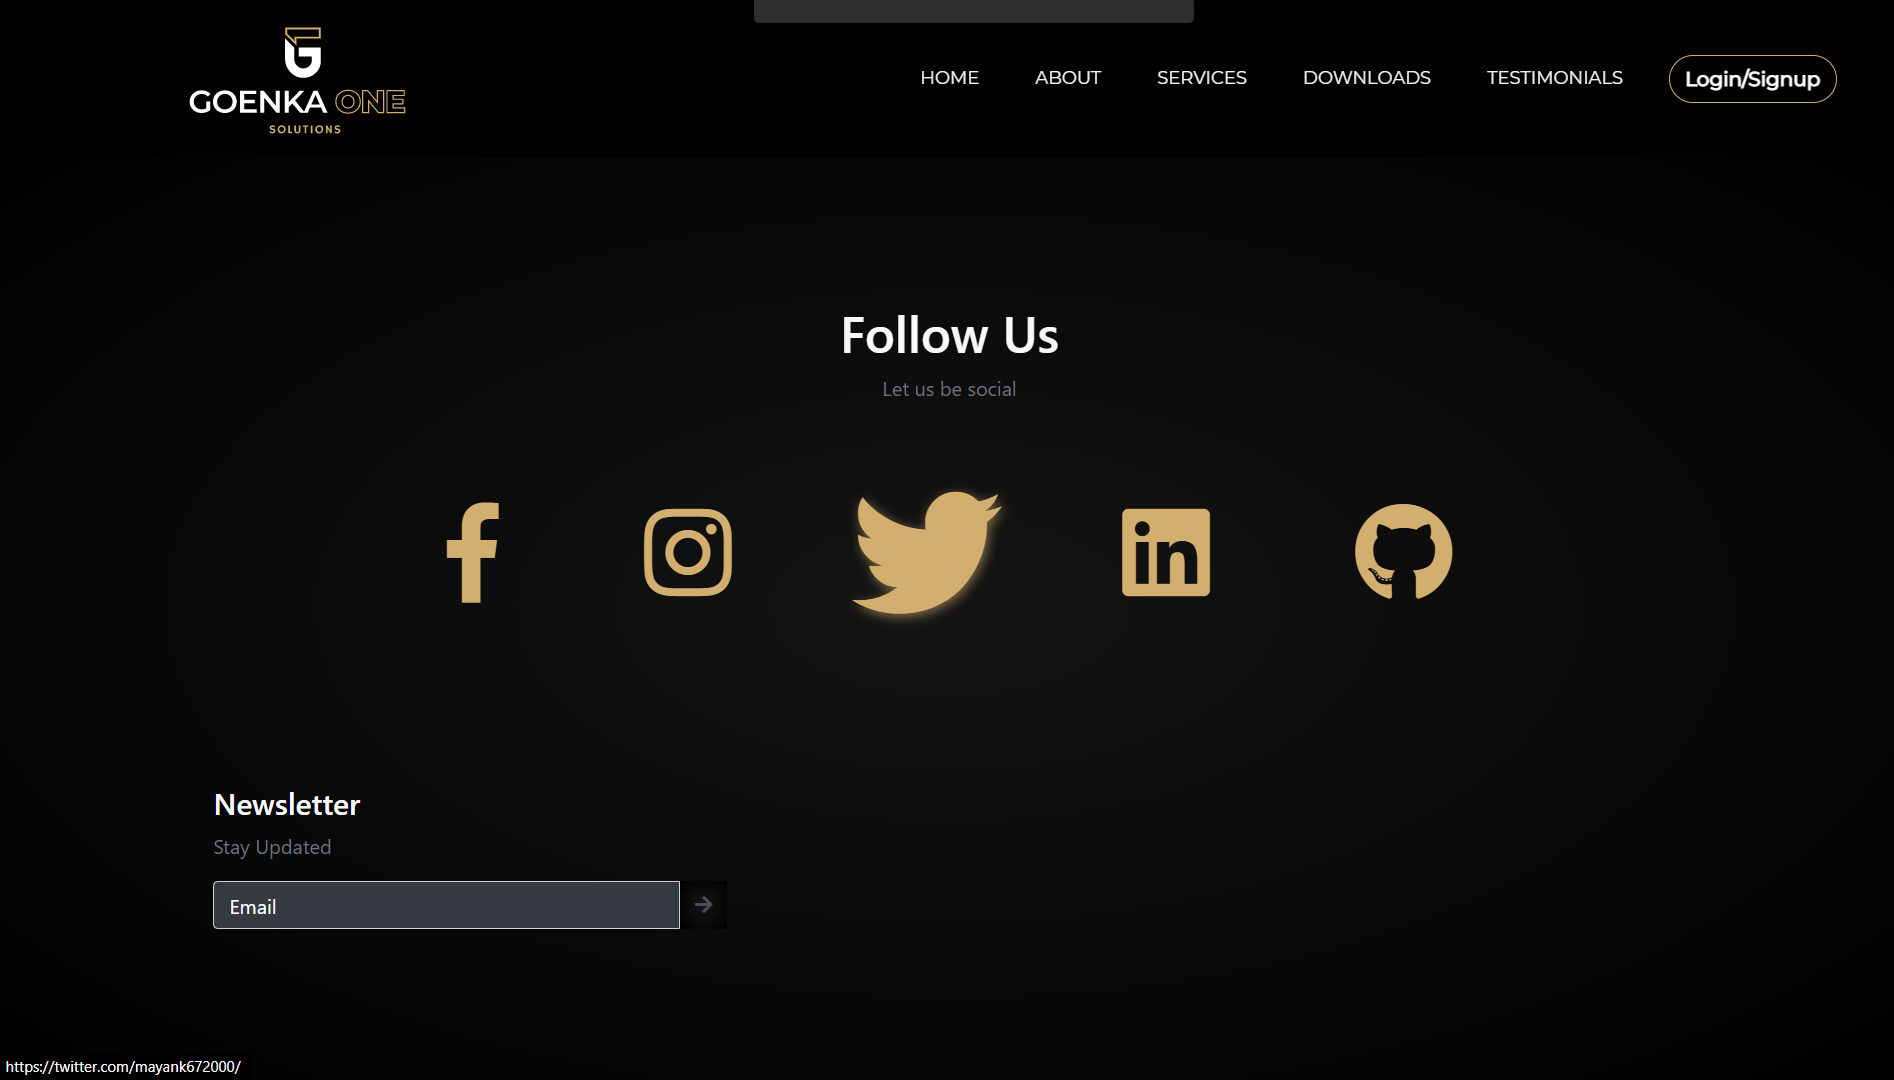 GOENKA ONE
SOLUTIONS
HOME ABOUT SERVICES DOWNLOADS TESTIMONIALS Login/Signup
Follow Us
Let us be social
Newsletter
Stay Updated
Email
https://twitter.com/mayank672000/